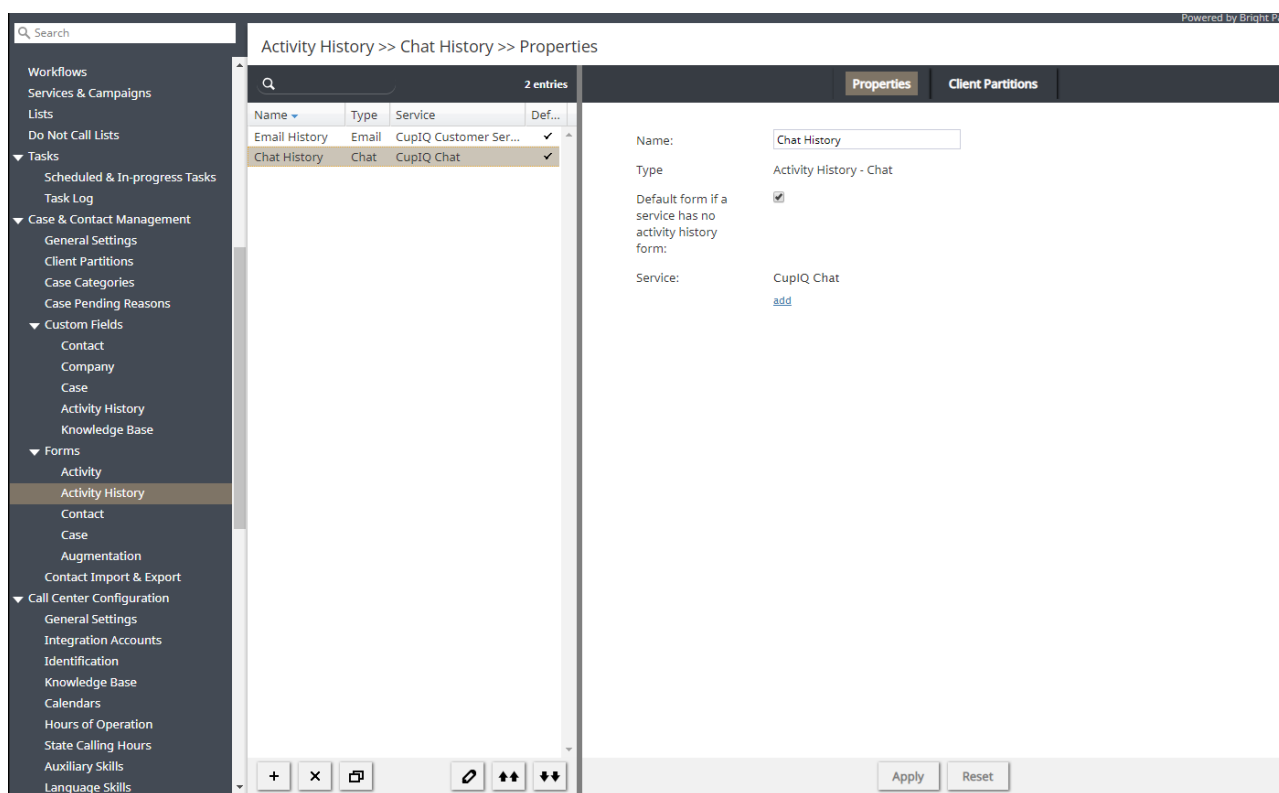 Powered by Bright P
Search
Activity History >> Chat History >> Properties
Workflows
Services & Campaigns
Lists
Do Not Call Lists
Tasks
Scheduled & In-progress Tasks
Task Log
Case & Contact Management
General Settings
Client Partitions
Case Categories
Case Pending Reasons
Custom Fields
Contact
Company
Case
Activity History
Knowledge Base
Forms
Activity
Activity History
Contact
Case
Augmentation
Contact Import & Export
Call Center Configuration
General Settings
Integration Accounts
Identification
Knowledge Base
Calendars
Hours of Operation
State Calling Hours
Auxiliary Skills
Language Skills
2 entries
Name Type Service Def...
Email History Email CupIQ Customer Ser... ✓
Chat History Chat CupIQ Chat ✓
Properties Client Partitions
Name: Chat History
Type Activity History - Chat
Default form if a
service has no
activity history
form:
Service: CupIQ Chat
add
Apply Reset